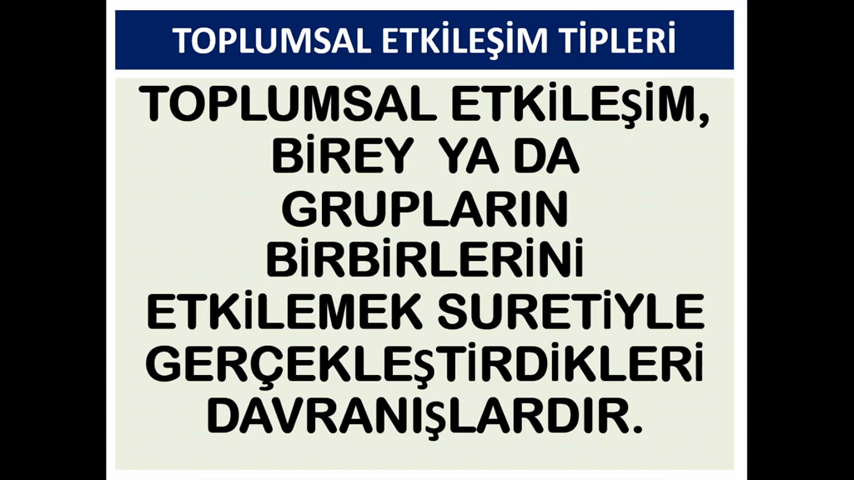 TOPLUMSAL ETKİLEŞİM TİPLERİ
TOPLUMSAL ETKİLEŞİM,
BİREY YA DA
GRUPLARIN
BİRBİRLERİNİ
ETKİLEMEK SURETİYLE
GERÇEKLEŞTİRDİKLERİ
DAVRANIŞLARDIR.